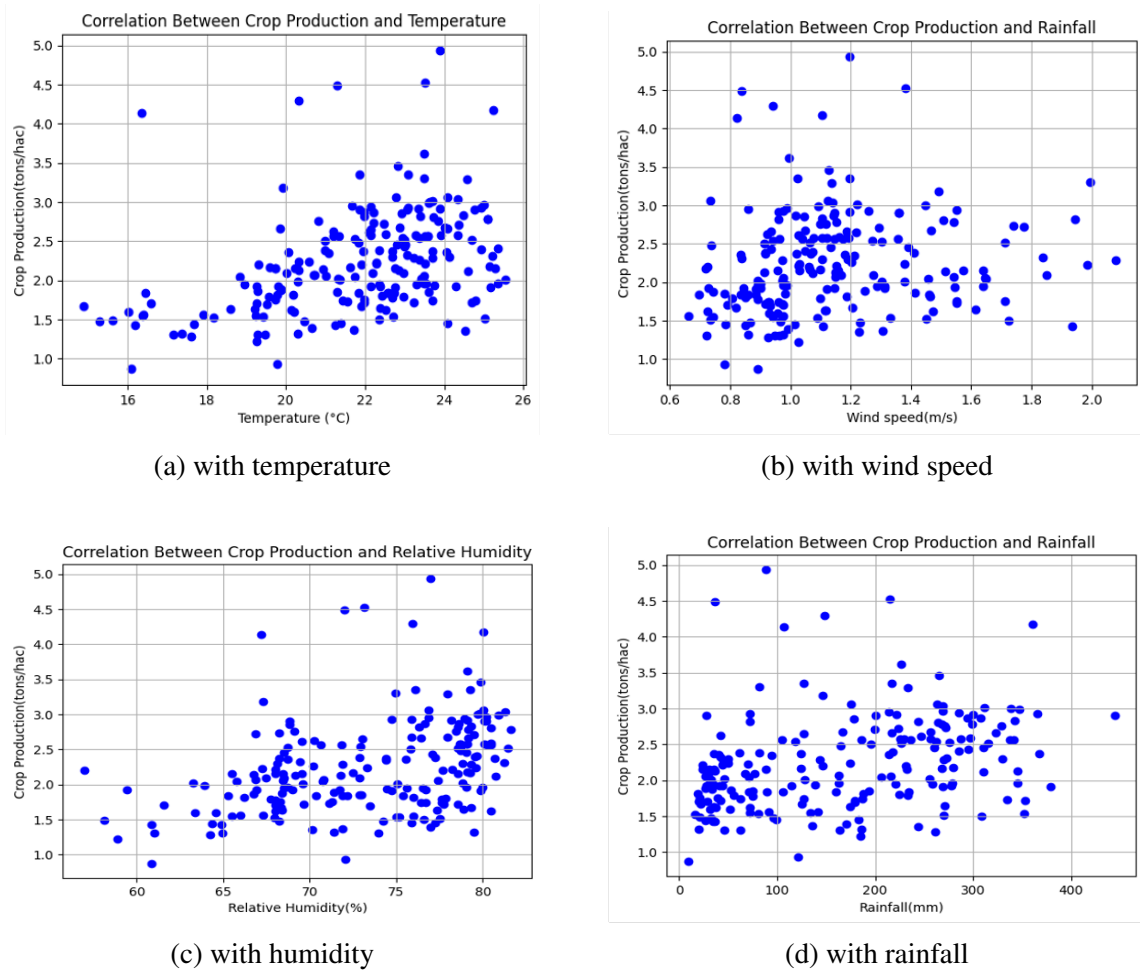 Correlation Between Crop Production and Temperature
5.0
4.5
4.0
3.5
3.0
2.5
2.0
1.5
1.0
Crop Production(tons/hac)
16 18 20 22 24 26
Temperature (°C)
(a) with temperature
Correlation Between Crop Production and Rainfall
5.0
4.5
4.0
3.5
3.0
2.5
2.0
1.5
1.0
Crop Production(tons/hac)
0.6 0.8 1.0 1.2 1.4 1.6 1.8 2.0
Wind speed(m/s)
(b) with wind speed
Correlation Between Crop Production and Relative Humidity
5.0
4.5
4.0
3.5
3.0
2.5
2.0
1.5
1.0
Crop Production(tons/hac)
60 65 70 75 80
Relative Humidity(%)
(c) with humidity
Correlation Between Crop Production and Rainfall
5.0
4.5
4.0
3.5
3.0
2.5
2.0
1.5
1.0
Crop Production(tons/hac)
0 100 200 300 400
Rainfall(mm)
(d) with rainfall